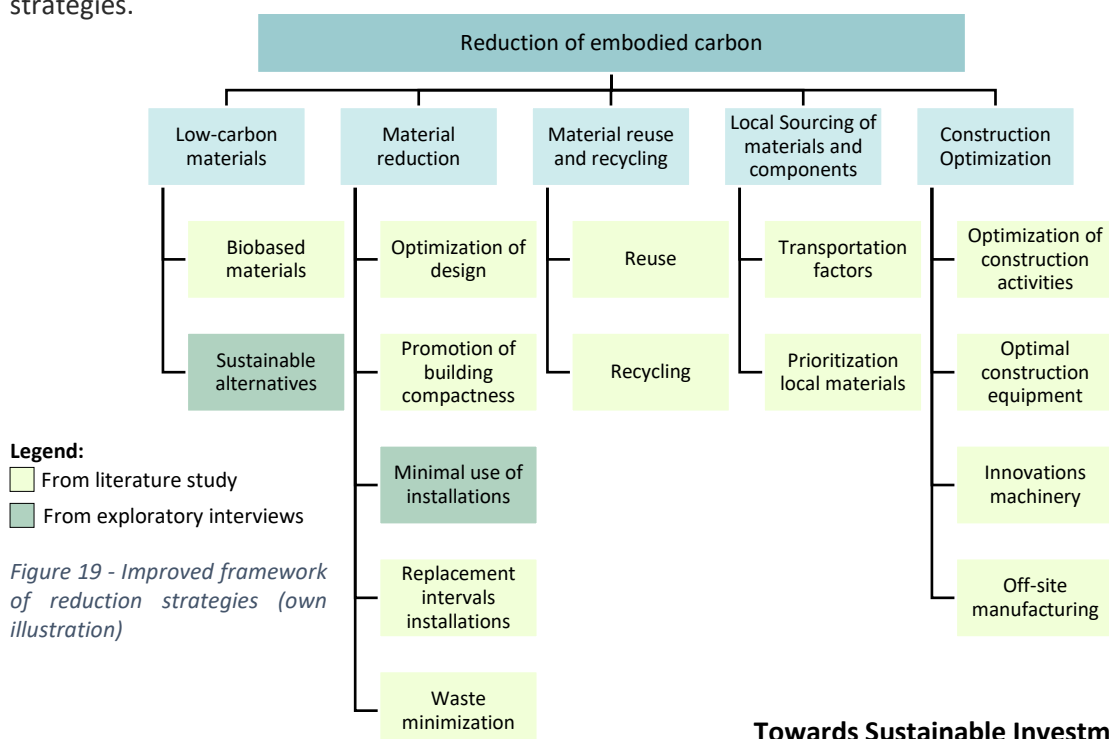 strategies.
Reduction of embodied carbon
Low-carbon
materials
Material
reduction
Material reuse
and recycling
Local Sourcing of
materials and
components
Construction
Optimization
Biobased
materials
Optimization of
design
Reuse
Transportation
factors
Optimization of
construction
activities
Sustainable
alternatives
Promotion of
building
compactness
Recycling
Prioritization
local materials
Optimal
construction
equipment
Legend:
From literature study
From exploratory interviews
Minimal use of
installations
Innovations
machinery
Figure 19 - Improved framework
of reduction strategies (own
illustration)
Replacement
intervals
installations
Off-site
manufacturing
Waste
minimization
Towards Sustainable Investm